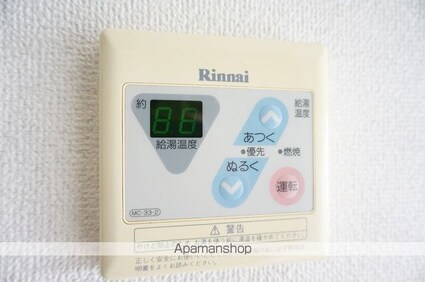 Rinnai
約
88
給湯温度
給湯
温度
あつく
優先
燃焼
ぬるく
運転
MC-33-2
警告
Apamanshop